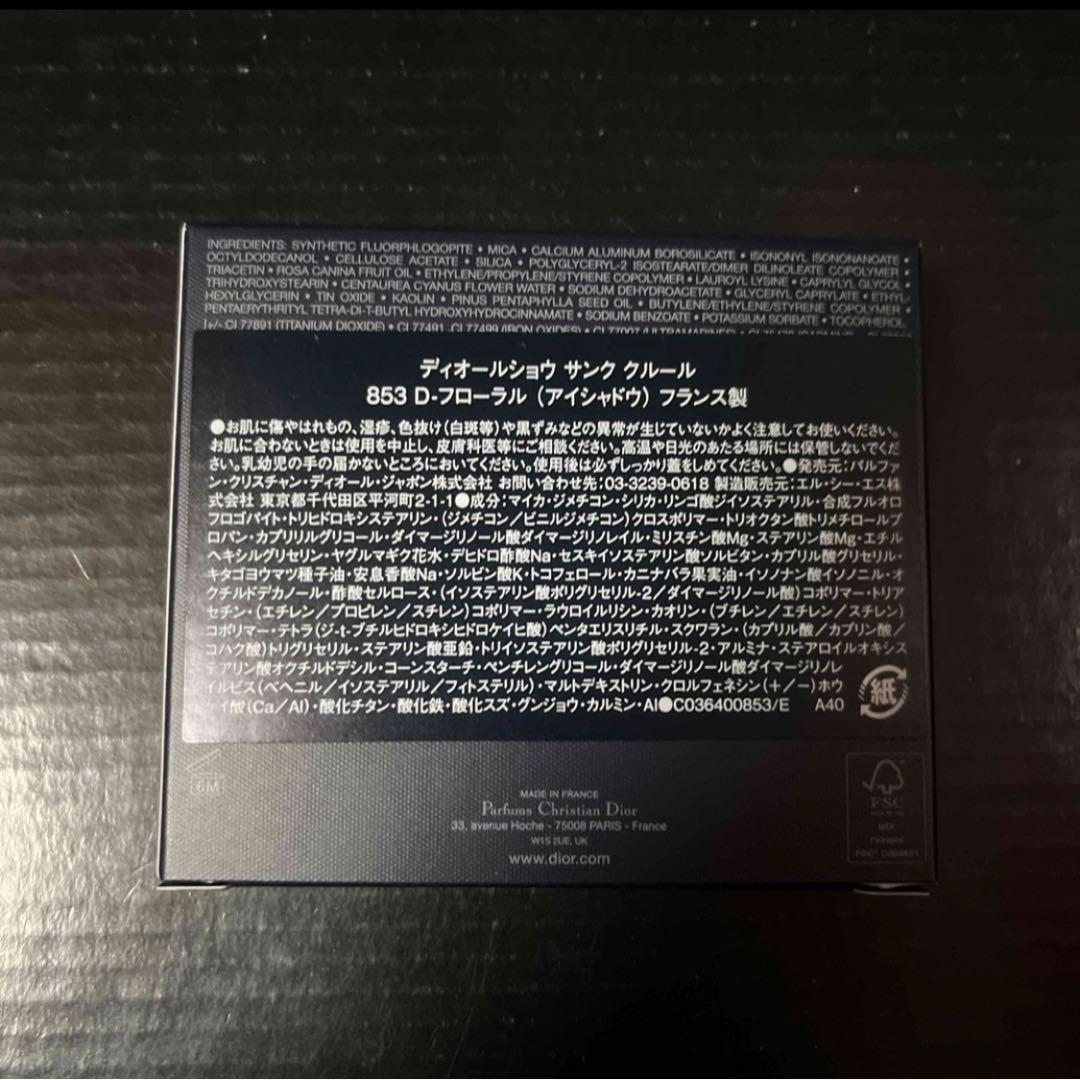 INGREDIENTS: SYNTHETIC FLUORPHLOGOPITE • MICA • CALCIUM ALUMINUM BOROSILICATE • ISONONYL ISONONANOATE •
OCTYLDODECANOL • CELLULOSE ACETATE • SILICA • POLYGLYCERYL-2 ISOSTEARATE/DIMER DILINOLEATE COPOLYMER •
TRIACETIN • ROSA CANINA FRUIT OIL • ETHYLENE/PROPYLENE/STYRENE COPOLYMER • LAUROYL LYSINE • CAPRYLYL GLYCOL •
TRIHYDROXYSTEARIN • CENTAUREA CYANUS FLOWER WATER • SODIUM DEHYDROACETATE • GLYCERYL CAPRYLATE • ETHYL-
HEXYLGLYCERIN • TIN OXIDE • KAOLIN • PINUS PENTAPHYLLA SEED OIL • BUTYLENE/ETHYLENE/STYRENE COPOLYMER •
PENTAERYTHRITYL TETRA-DI-T-BUTYL HYDROXYHYDROCINNAMATE • SODIUM BENZOATE • POTASSIUM SORBATE • TOCOPHEROL.
[+/- CI 77891 (TITANIUM DIOXIDE) • CI 77491, CI 77499 (IRON OXIDES) • CI 77007 (ULTRAMARINES) •
ディオールショウ サンク クルール
853 D-フローラル（アイシャドウ）フランス製
●お肌に傷やはれもの、湿疹、色抜け（白斑等）や黒ずみなどの異常が生じていないかよく注意してお使いください。
お肌に合わないときは使用を中止し、皮膚科医等にご相談ください。高温や日光のあたる場所には保管しないでくだ
さい。乳幼児の手の届かないところにおいてください。使用後は必ずしっかり蓋をしめてください。●発売元：パルファ
ン・クリスチャン・ディオール・ジャポン株式会社 お問い合わせ先：03-3239-0618 製造販売元：エル・シー・エス株
式会社 東京都千代田区平河町2-1-1●成分：マイカ・ジメチコン・シリカ・リンゴ酸ジイソステアリル・合成フルオロ
フロゴパイト・トリヒドロキシステアリン・（ジメチコン／ビニルジメチコン）クロスポリマー・トリオクタン酸トリメチロールプ
ロパン・カプリリルグリコール・ダイマージリノール酸ダイマージリノレイル・ミリスチン酸Mg・ステアリン酸Mg・エチル
ヘキシルグリセリン・ヤグルマギク花水・デヒドロ酢酸Na・セスキイソステアリン酸ソルビタン・カプリル酸グリセリル・
キタゴヨウマツ種子油・安息香酸Na・ソルビン酸K・トコフェロール・カニナバラ果実油・イソノナン酸イソノニル・オ
クチルドデカノール・酢酸セルロース・（イソステアリン酸ポリグリセリル-2／ダイマージリノール酸）コポリマー・トリア
セチン・（エチレン／プロピレン／スチレン）コポリマー・ラウロイルリシン・カオリン・（ブチレン／エチレン／スチレン）
コポリマー・テトラ（ジ-t-ブチルヒドロキシヒドロケイヒ酸）ペンタエリスリチル・スクワラン・（カプリル酸／カプリン酸／
コハク酸）トリグリセリル・ステアリン酸亜鉛・トリイソステアリン酸ポリグリセリル-2・アルミナ・ステアロイルオキシス
テアリン酸オクチルドデシル・コーンスターチ・ペンチレングリコール・ダイマージリノール酸ダイマージリノレ
イルビス（ベヘニル／イソステアリル／フィトステリル）・マルトデキストリン・クロルフェネシン（＋／－）ホウ
ケイ酸（Ca／Al）・酸化チタン・酸化鉄・酸化スズ・グンジョウ・カルミン・Al●C036400853/E A40
紙
6M
MADE IN FRANCE
Parfums Christian Dior
33, avenue Hoche - 75008 PARIS - France
W1S 2UE, UK
www.dior.com
FSC
MIX